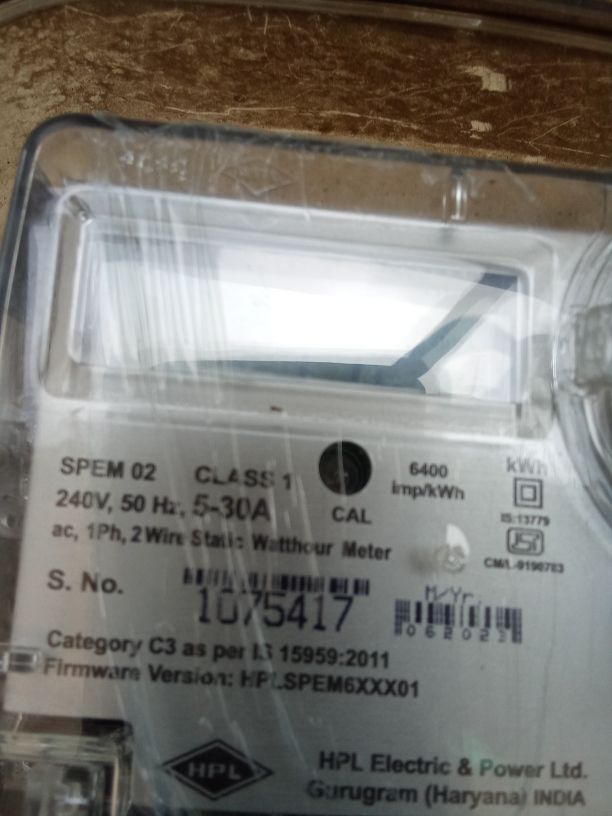 SPEM 02 CLASS 1
6400 imp/kWh
kWh
240V, 50 Hz, 5-30A
CAL
IS:13779
ac, 1Ph, 2 Wire Static Watthour Meter
CM/L-9190783
S. No.
1075417
M/Yr.
062023
Category C3 as per IS 15959:2011
Firmware Version: HPLSPEM6XXX01
HPL
HPL Electric & Power Ltd.
Gurugram (Haryana) INDIA